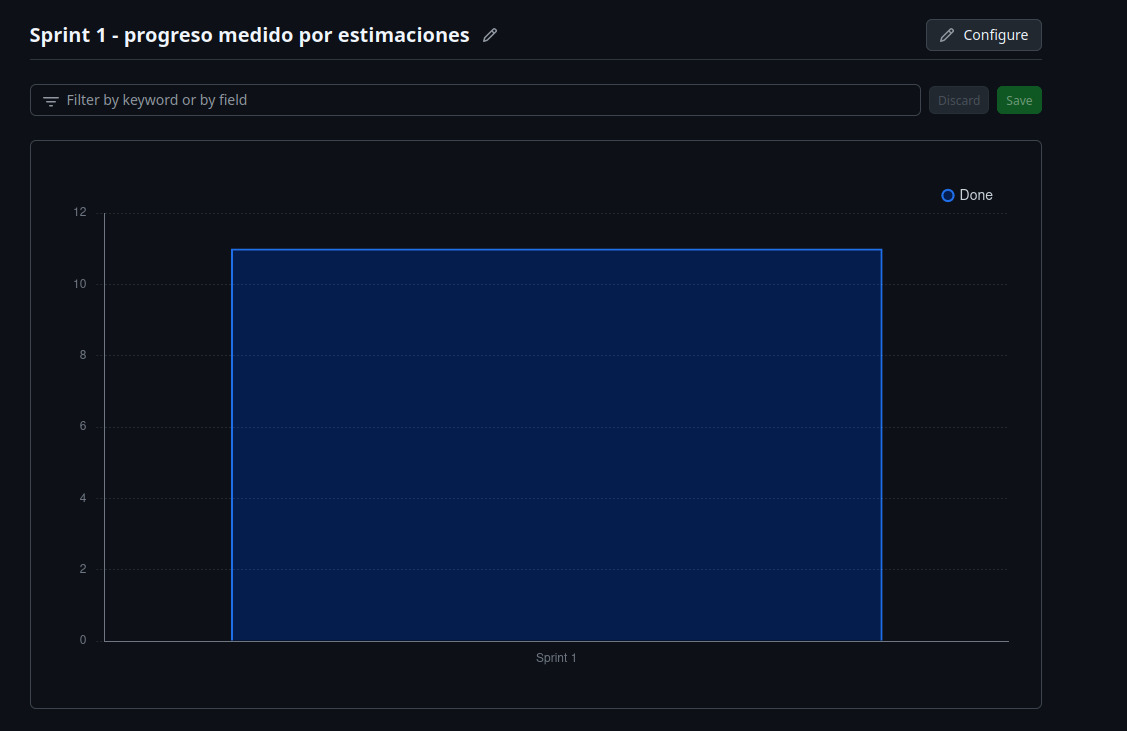 Sprint 1 - progreso medido por estimaciones
Configure
Filter by keyword or by field
Discard
Save
Done
12
10
8
6
4
2
0
Sprint 1